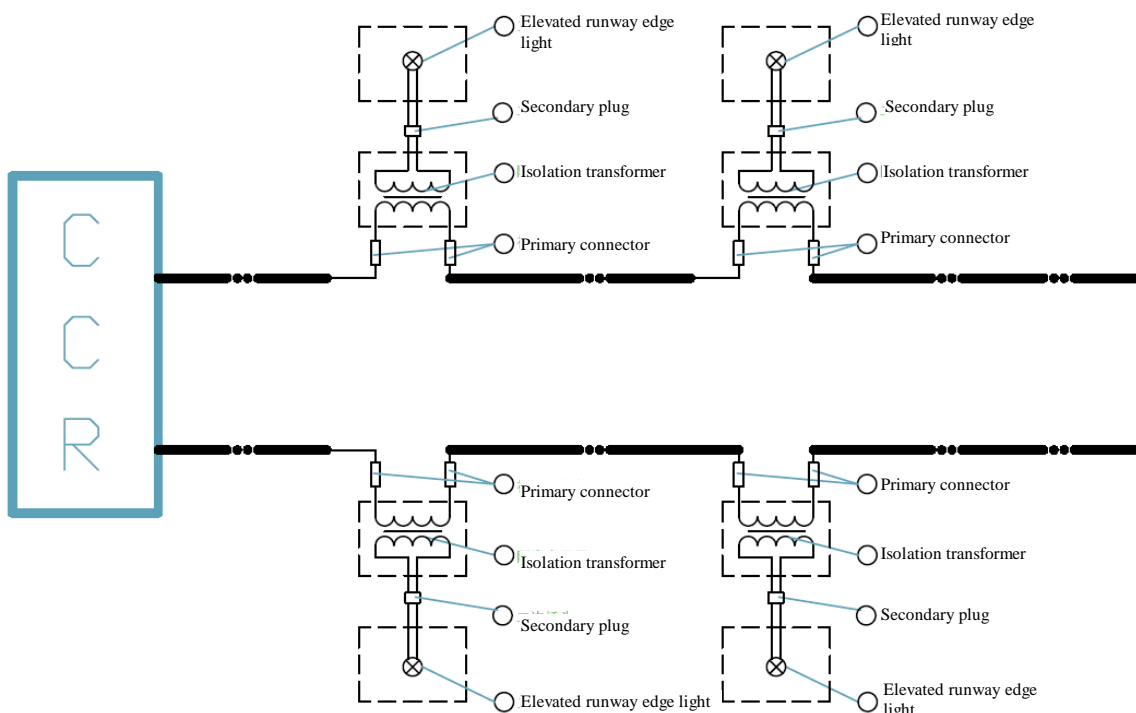 Elevated runway edge
light
Elevated runway edge
light
Secondary plug
Secondary plug
Isolation transformer
Isolation transformer
Primary connector
Primary connector
C
C
R
Primary connector
Primary connector
Isolation transformer
Isolation transformer
Secondary plug
Secondary plug
Elevated runway edge light
Elevated runway edge
light